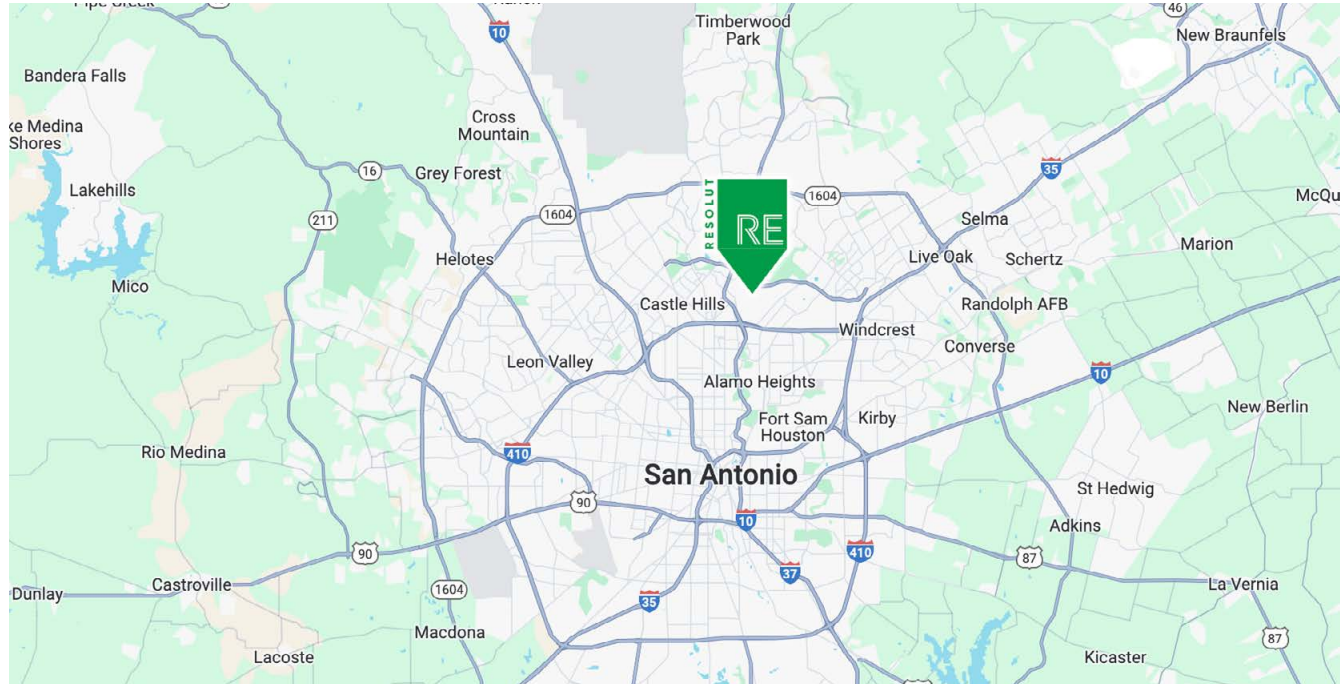 46
Timberwood
Park
New Braunfels
10
Bandera Falls
Cross
Mountain
ke Medina
Shores
35
16
Grey Forest
Lakehills
RESOLUT
RE
1604
McQu
211
1604
Selma
Marion
Helotes
Live Oak
Schertz
Mico
Castle Hills
Randolph AFB
Windcrest
Converse
Leon Valley
10
Alamo Heights
New Berlin
Fort Sam
Houston
Kirby
Rio Medina
410
San Antonio
St Hedwig
90
10
Adkins
90
410
87
37
Castroville
La Vernia
1604
Dunlay
35
Macdona
87
Lacoste
Kicaster